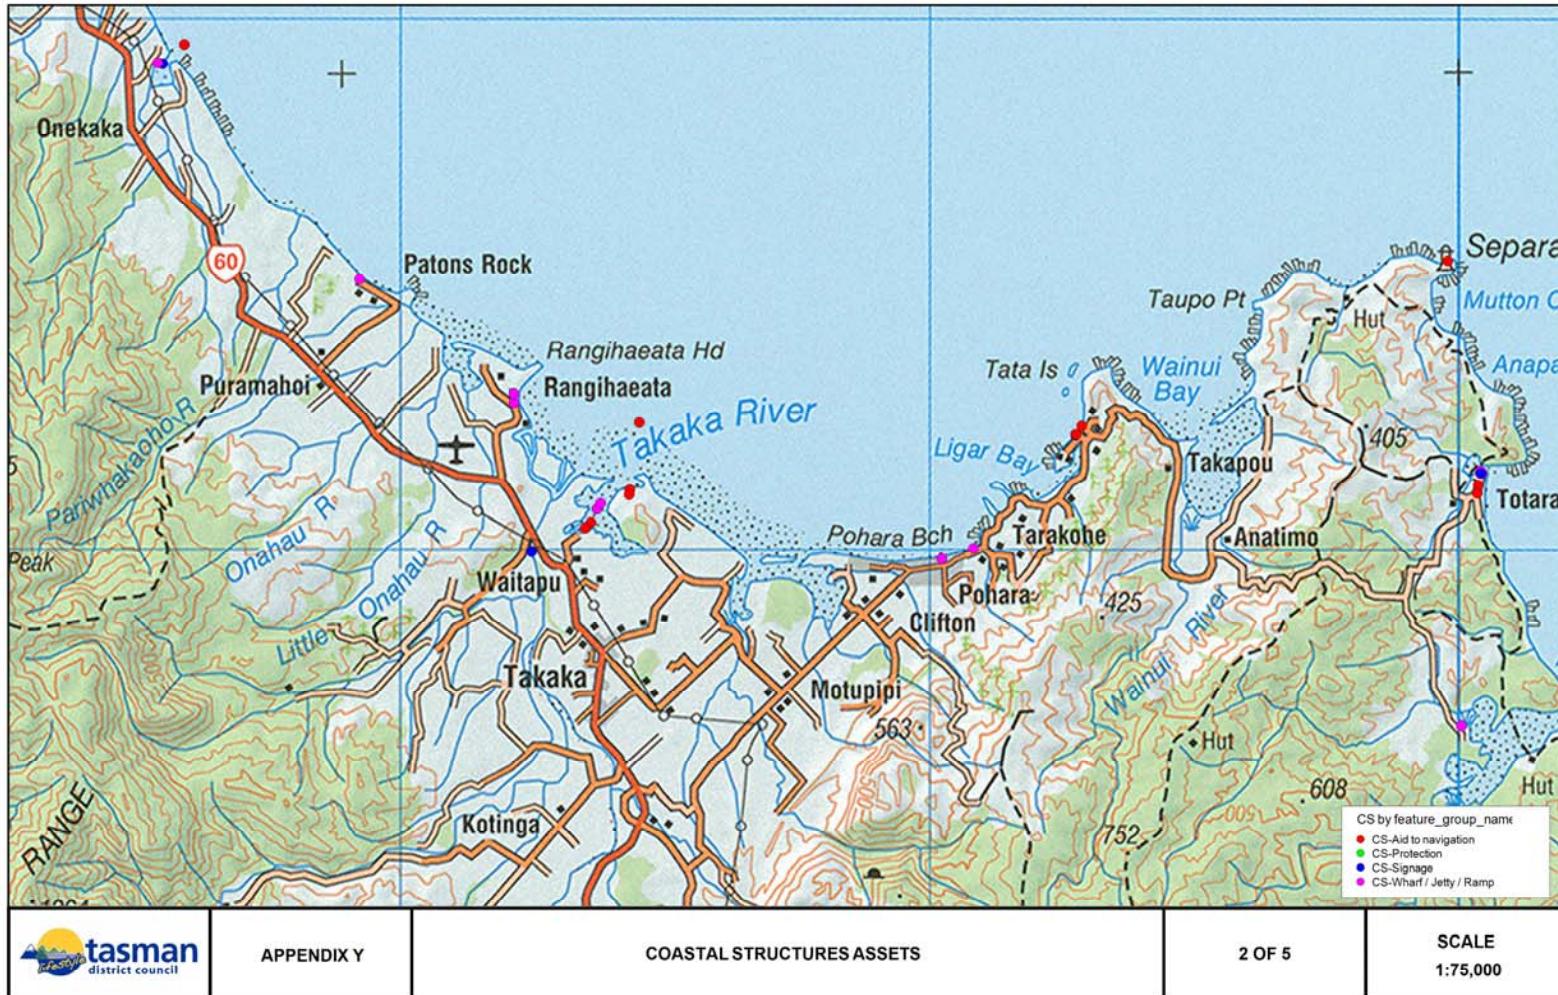 Onekaka
60
Patons Rock
Separa
Taupo Pt
Mutton C
Hut
Rangihaeata Hd
Tata Is
Wainui
Bay
Anapa
Puramahoi
Rangihaeata
Takaka River
405
Pariwhakaoho R
Ligar Bay
Takapou
Totara
Onahau R
Pohara Bch
Tarakohe
Anatimo
Peak
Waitapu
Little Onahau R
Pohara
425
Clifton
Wainui River
Takaka
Motupipi
563
Hut
Hut
608
RANGE
Kotinga
752
CS by feature_group_name
CS-Aid to navigation
CS-Protection
CS-Signage
CS-Wharf / Jetty / Ramp
tasman
lifestyle
district council
APPENDIX Y
COASTAL STRUCTURES ASSETS
2 OF 5
SCALE
1:75,000